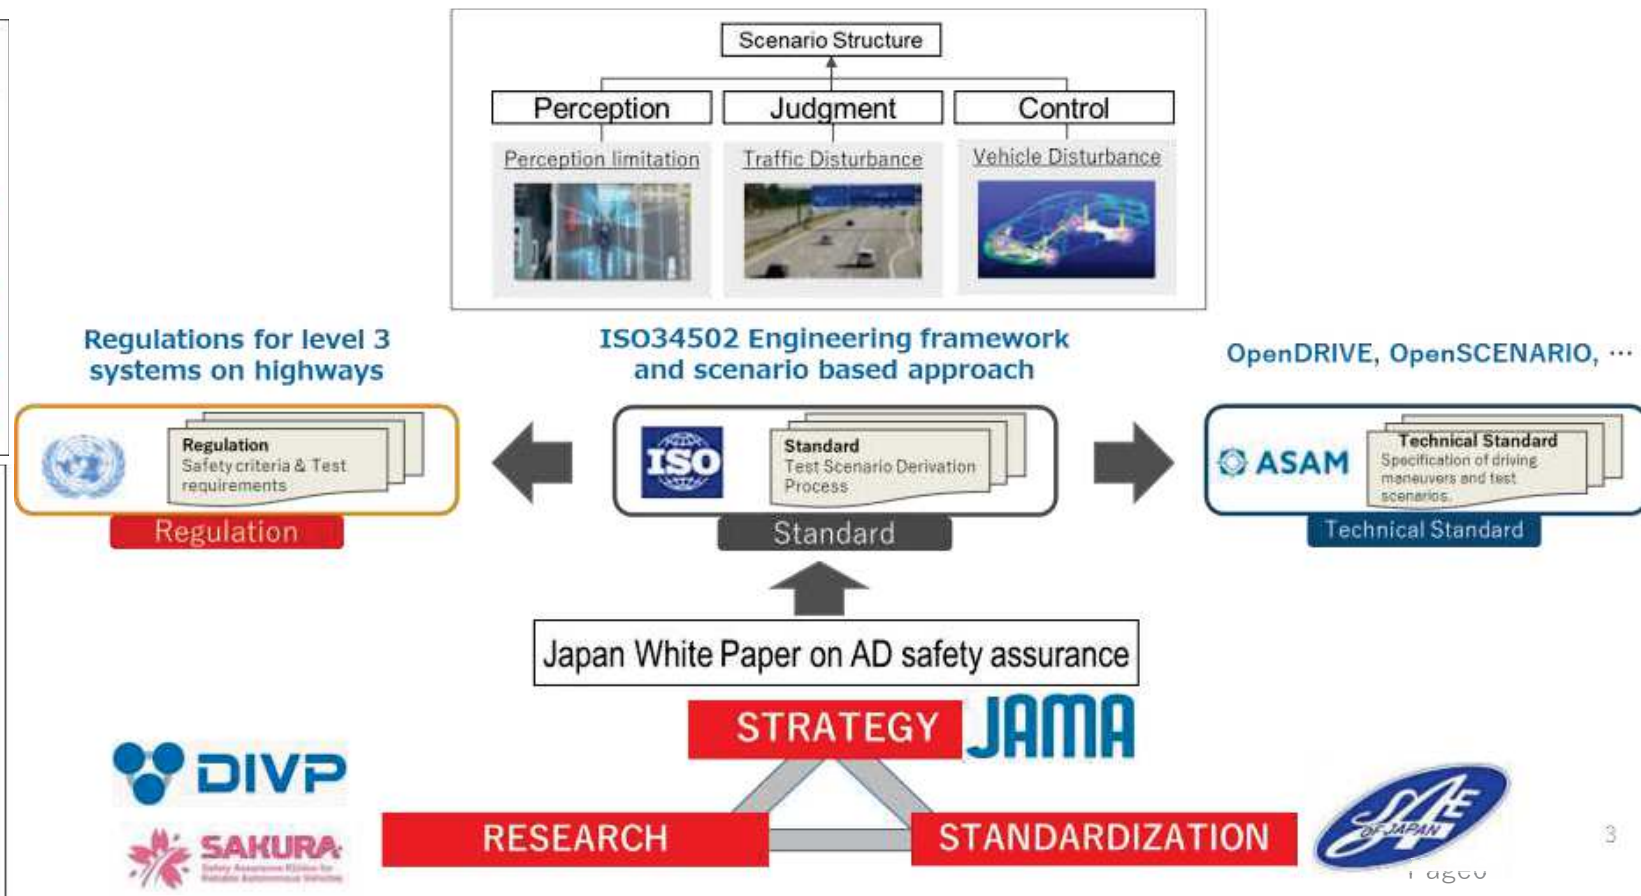 Scenario Structure
Perception
Judgment
Control
Perception limitation
Traffic Disturbance
Vehicle Disturbance
Regulations for level 3
systems on highways
ISO34502 Engineering framework
and scenario based approach
OpenDRIVE, OpenSCENARIO, …
Regulation
Safety criteria & Test
requirements
Regulation
ISO
Standard
Test Scenario Derivation
Process
Standard
ASAM
Technical Standard
Specification of driving
maneuvers and test
scenarios.
Technical Standard
Japan White Paper on AD safety assurance
STRATEGY
JAMA
DIVP
SAKURA
RESEARCH
STANDARDIZATION
SAE
OF JAPAN
3